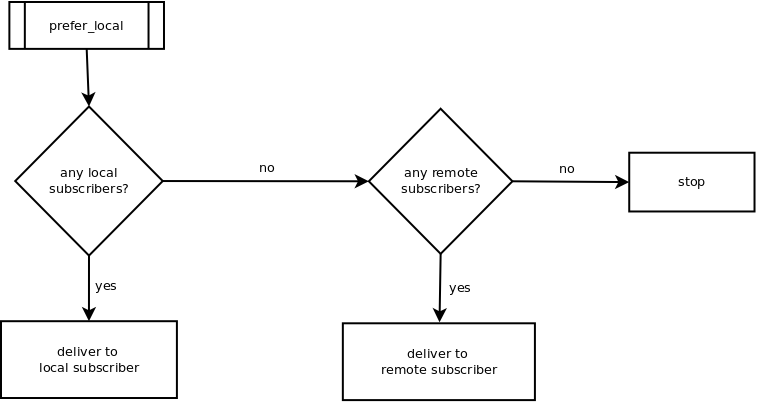 prefer_local
any local
subscribers?
no
any remote
subscribers?
no
stop
yes
yes
deliver to
local subscriber
deliver to
remote subscriber